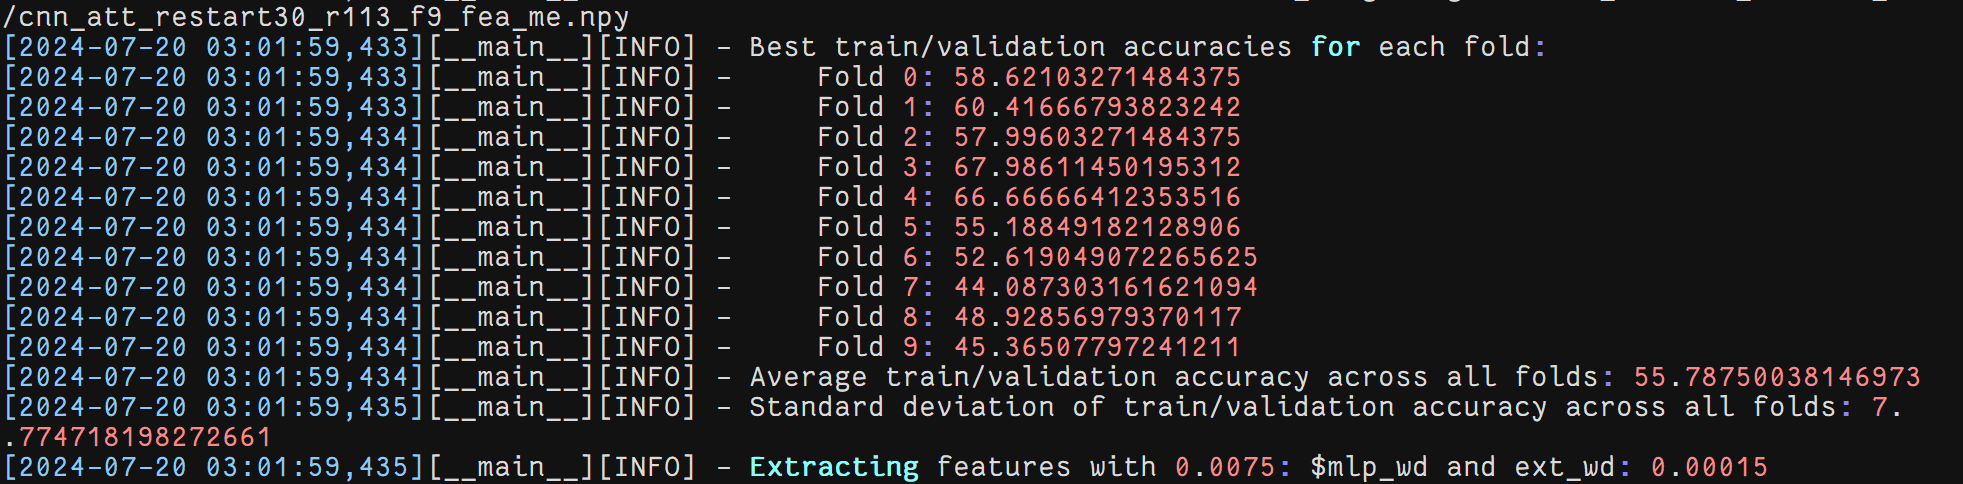 /cnn_att_restart30_r113_f9_fea_me.npy
[2024-07-20 03:01:59,433][__main__][INFO] - Best train/validation accuracies for each fold:
[2024-07-20 03:01:59,433][__main__][INFO] -     Fold 0: 58.62103271484375
[2024-07-20 03:01:59,433][__main__][INFO] -     Fold 1: 60.41666793823242
[2024-07-20 03:01:59,434][__main__][INFO] -     Fold 2: 57.99603271484375
[2024-07-20 03:01:59,434][__main__][INFO] -     Fold 3: 67.98611450195312
[2024-07-20 03:01:59,434][__main__][INFO] -     Fold 4: 66.66666412353516
[2024-07-20 03:01:59,434][__main__][INFO] -     Fold 5: 55.18849182128906
[2024-07-20 03:01:59,434][__main__][INFO] -     Fold 6: 52.619049072265625
[2024-07-20 03:01:59,434][__main__][INFO] -     Fold 7: 44.087303161621094
[2024-07-20 03:01:59,434][__main__][INFO] -     Fold 8: 48.92856979370117
[2024-07-20 03:01:59,434][__main__][INFO] -     Fold 9: 45.36507797241211
[2024-07-20 03:01:59,434][__main__][INFO] - Average train/validation accuracy across all folds: 55.78750038146973
[2024-07-20 03:01:59,435][__main__][INFO] - Standard deviation of train/validation accuracy across all folds: 7.
.774718198272661
[2024-07-20 03:01:59,435][__main__][INFO] - Extracting features with 0.0075: $mlp_wd and ext_wd: 0.00015